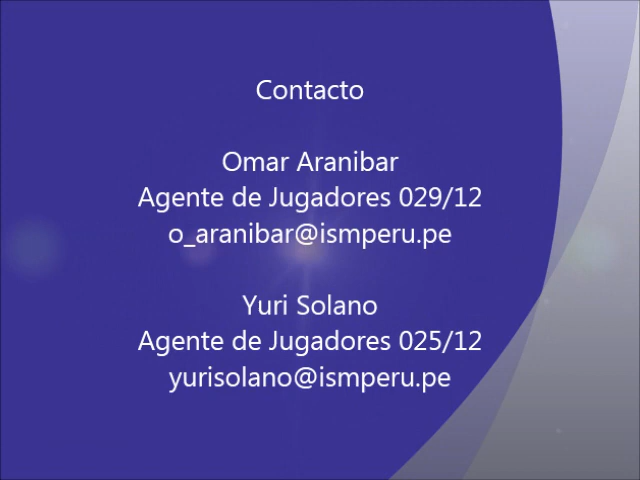 Contacto
Omar Aranibar
Agente de Jugadores 029/12
o_aranibar@ismperu.pe
Yuri Solano
Agente de Jugadores 025/12
yurisolano@ismperu.pe